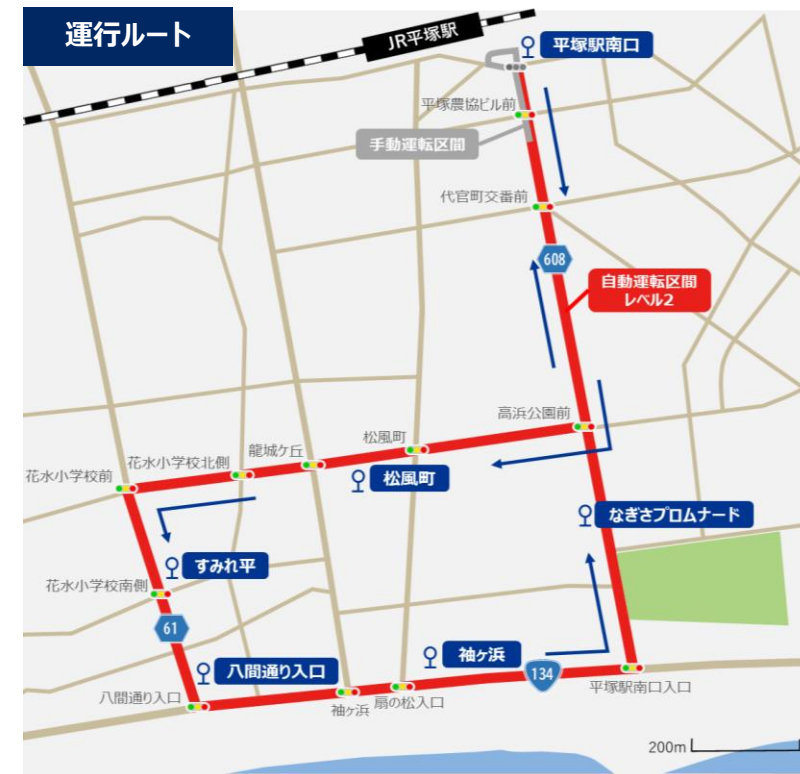 運行ルート
JR平塚駅
平塚駅南口
平塚農協ビル前
手動運転区間
代官町交番前
608
自動運転区間
レベル2
高浜公園前
松風町
龍城ケ丘
花水小学校北側
花水小学校前
松風町
なぎさプロムナード
すみれ平
花水小学校南側
61
袖ヶ浜
八間通り入口
134
平塚駅南口入口
扇の松入口
袖ヶ浜
八間通り入口
200m